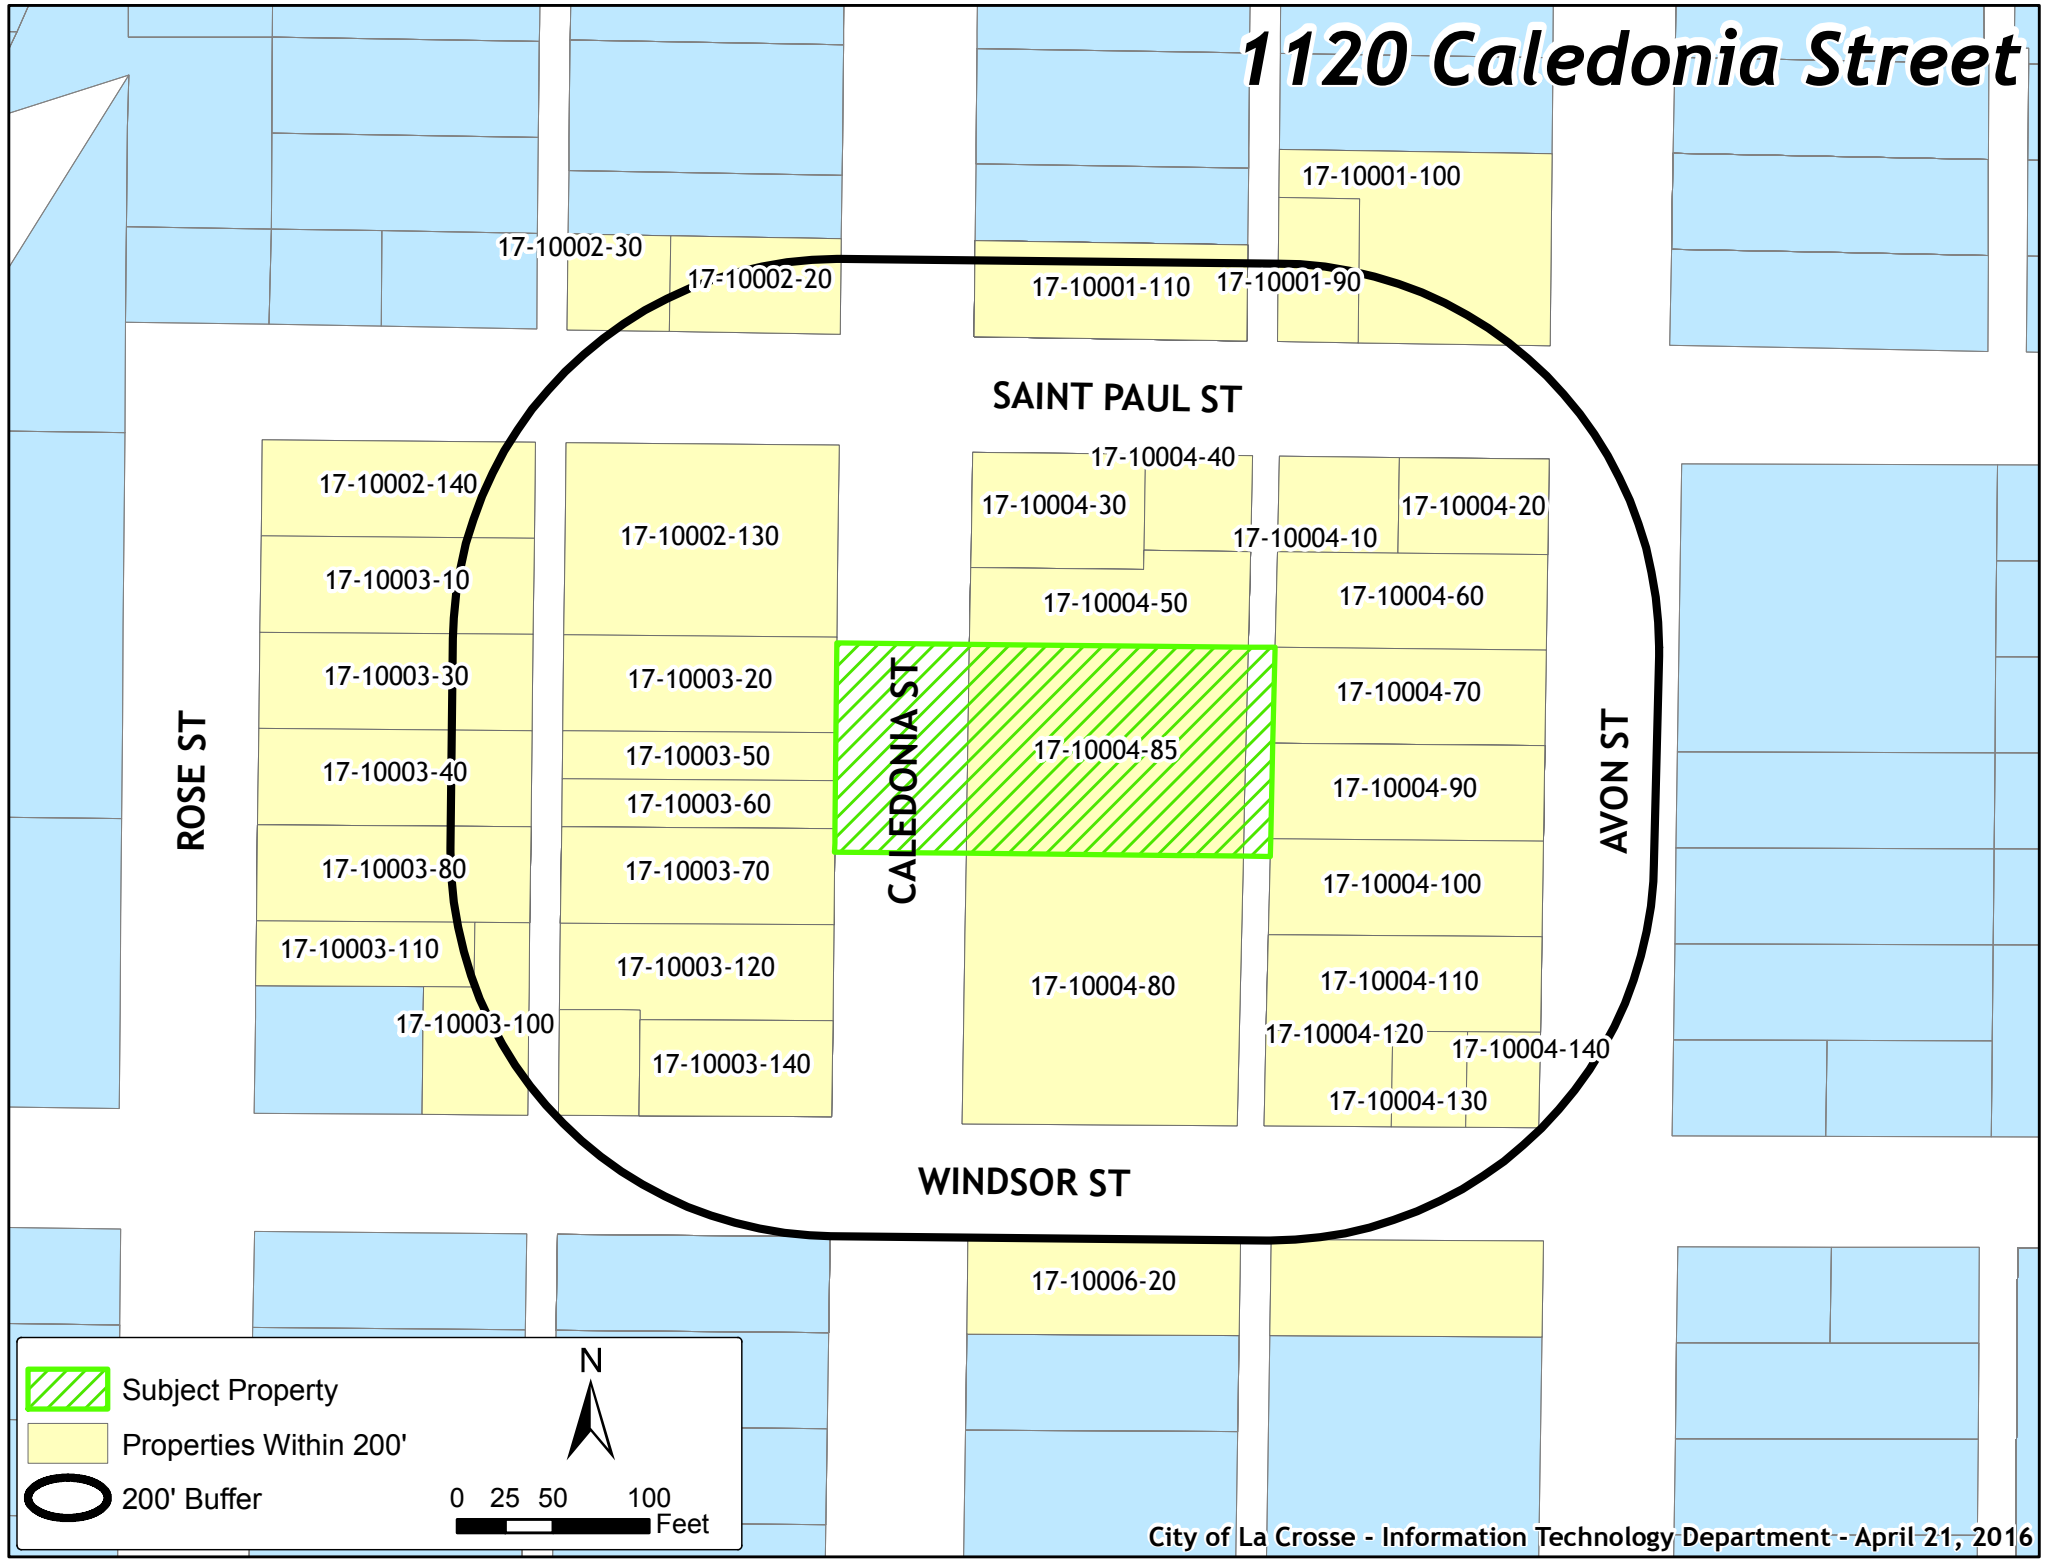 1120 Caledonia Street
17-10001-100
17-10002-30
17-10002-20
17-10001-110
17-10001-90
SAINT PAUL ST
17-10002-140
17-10002-130
17-10004-40
17-10004-30
17-10004-20
17-10004-10
17-10003-10
17-10004-50
17-10004-60
17-10003-30
17-10003-20
17-10004-70
ROSE ST
CALEDONIA ST
AVON ST
17-10003-40
17-10003-50
17-10004-85
17-10003-60
17-10004-90
17-10003-80
17-10003-70
17-10004-100
17-10003-110
17-10003-120
17-10004-80
17-10004-110
17-10003-100
17-10004-120
17-10004-140
17-10003-140
17-10004-130
WINDSOR ST
17-10006-20
N
Subject Property
Properties Within 200'
200' Buffer
0 25 50 100
Feet
City of La Crosse - Information Technology Department - April 21, 2016